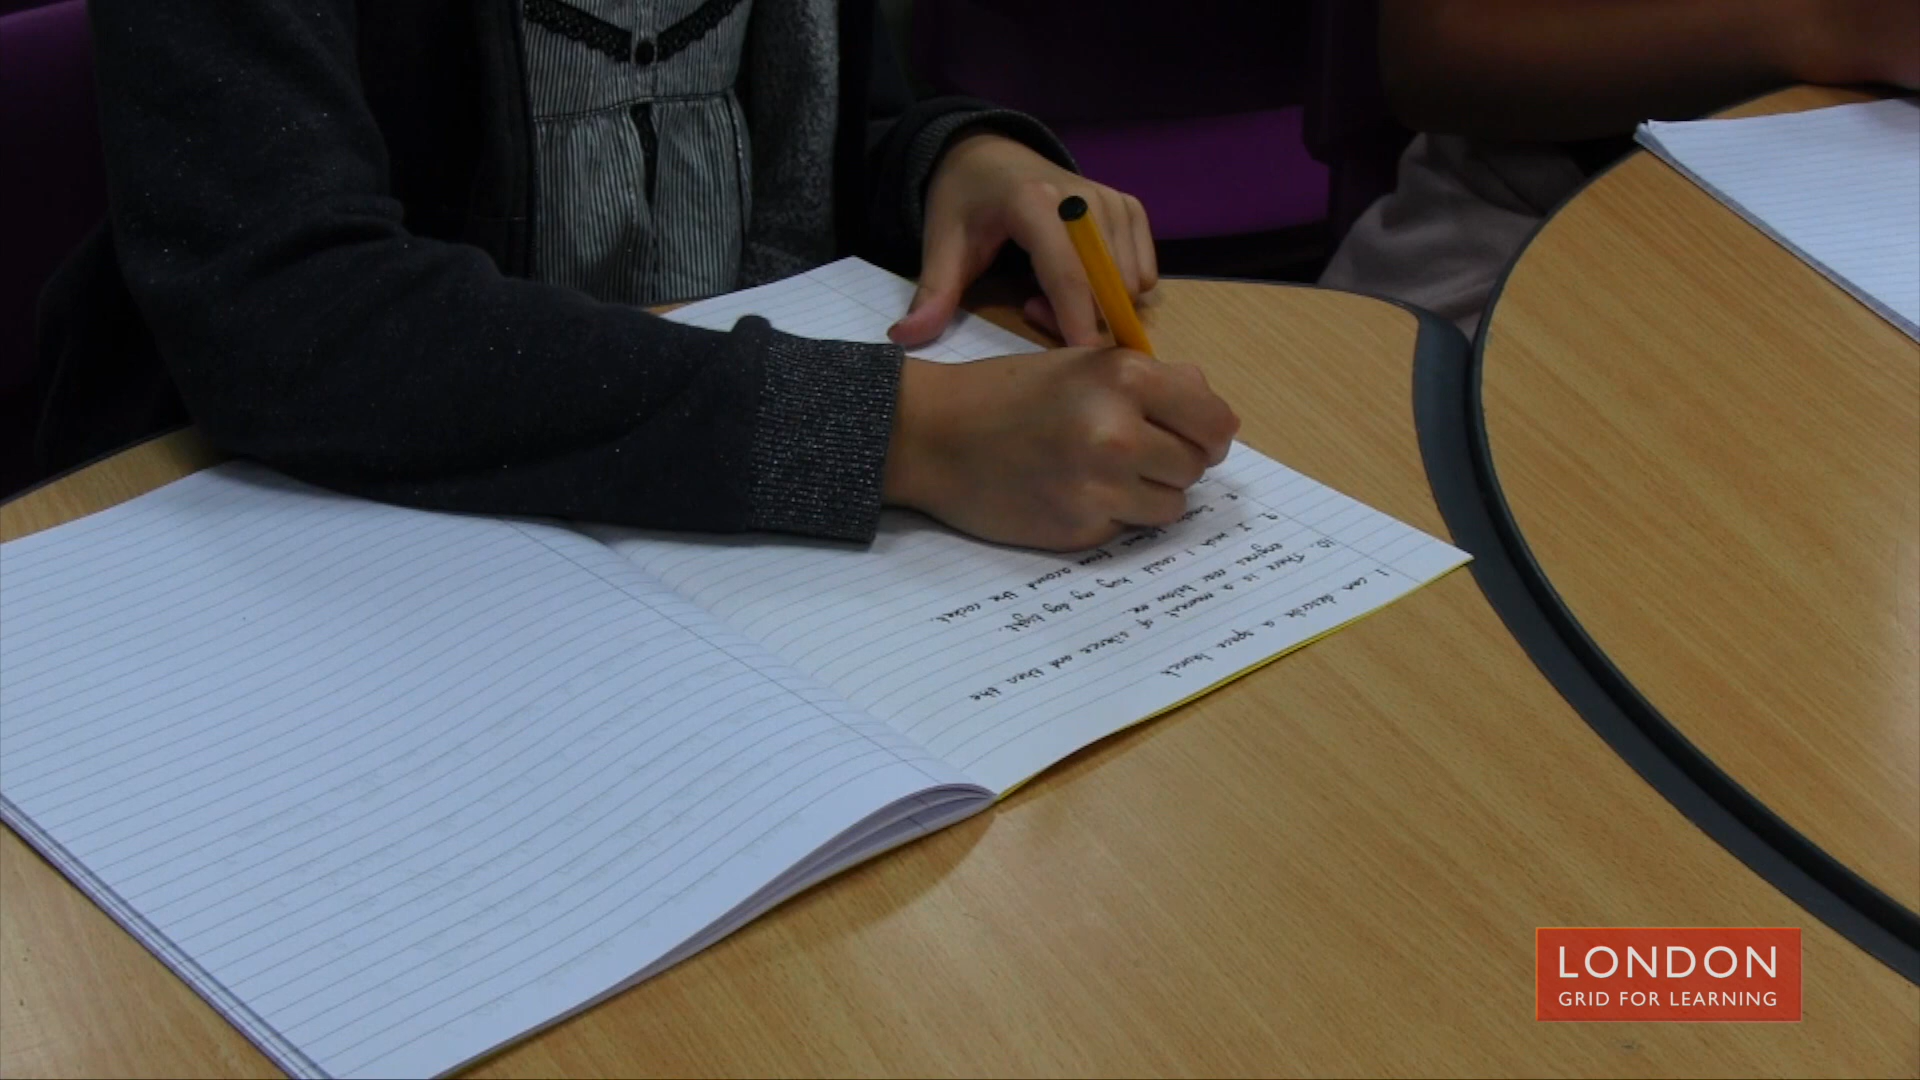 I can describe a space launch
10. There is a moment of silence and then the
engines roar below me.
9. I wish I could hug my dog tight.
8. Smoke billows from around the rocket.
LONDON
GRID FOR LEARNING